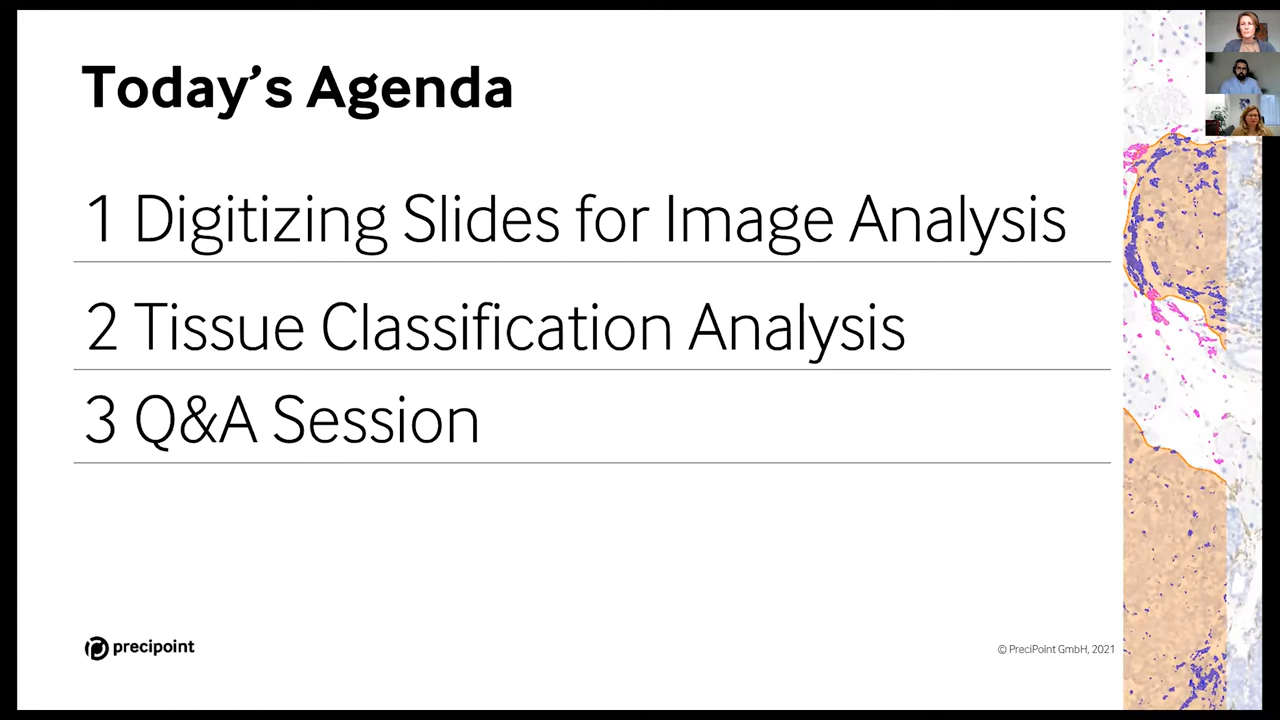 Today's Agenda
1 Digitizing Slides for Image Analysis
2 Tissue Classification Analysis
3 Q&A Session
precipoint
© PreciPoint GmbH, 2021